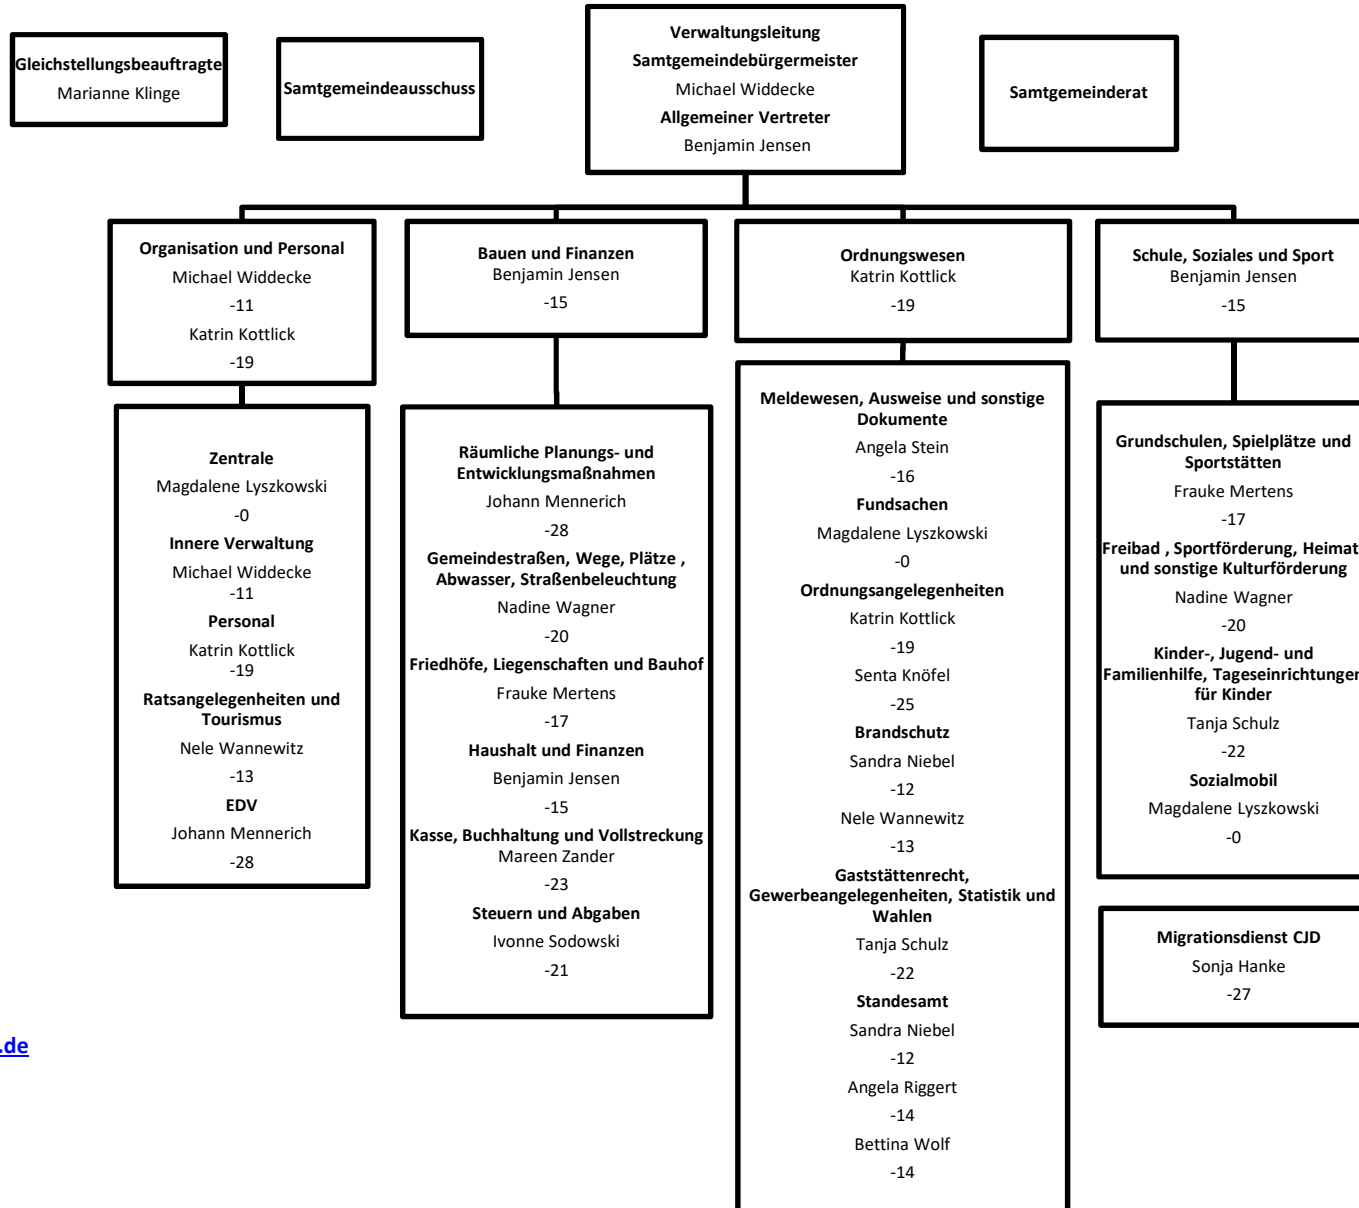 Gleichstellungsbeauftragte
Marianne Klinge
Samtgemeindeausschuss
Verwaltungsleitung
Samtgemeindebürgermeister
Michael Widdecke
Allgemeiner Vertreter
Benjamin Jensen
Samtgemeinderat
Organisation und Personal
Michael Widdecke
-11
Katrin Kottlick
-19
Bauen und Finanzen
Benjamin Jensen
-15
Ordnungswesen
Katrin Kottlick
-19
Schule, Soziales und Sport
Benjamin Jensen
-15
Zentrale
Magdalene Lyszkowski
-0
Innere Verwaltung
Michael Widdecke
-11
Personal
Katrin Kottlick
-19
Ratsangelegenheiten und
Tourismus
Nele Wannewitz
-13
EDV
Johann Mennerich
-28
Räumliche Planungs- und
Entwicklungsmaßnahmen
Johann Mennerich
-28
Gemeindestraßen, Wege, Plätze ,
Abwasser, Straßenbeleuchtung
Nadine Wagner
-20
Friedhöfe, Liegenschaften und Bauhof
Frauke Mertens
-17
Haushalt und Finanzen
Benjamin Jensen
-15
Kasse, Buchhaltung und Vollstreckung
Mareen Zander
-23
Steuern und Abgaben
Ivonne Sodowski
-21
Meldewesen, Ausweise und sonstige
Dokumente
Angela Stein
-16
Fundsachen
Magdalene Lyszkowski
-0
Ordnungsangelegenheiten
Katrin Kottlick
-19
Senta Knöfel
-25
Brandschutz
Sandra Niebel
-12
Nele Wannewitz
-13
Gaststättenrecht,
Gewerbeangelegenheiten, Statistik und
Wahlen
Tanja Schulz
-22
Standesamt
Sandra Niebel
-12
Angela Riggert
-14
Bettina Wolf
-14
Grundschulen, Spielplätze und
Sportstätten
Frauke Mertens
-17
Freibad , Sportförderung, Heimat
und sonstige Kulturförderung
Nadine Wagner
-20
Kinder-, Jugend- und
Familienhilfe, Tageseinrichtungen
für Kinder
Tanja Schulz
-22
Sozialmobil
Magdalene Lyszkowski
-0
Migrationsdienst CJD
Sonja Hanke
-27
.de